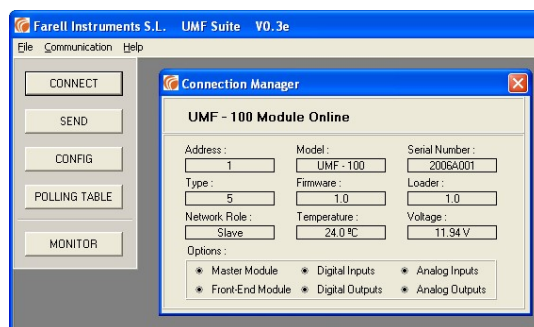 Farell Instruments S.L. UMF Suite V0.3e
File Communication Help
CONNECT
SEND
CONFIG
POLLING TABLE
MONITOR
Connection Manager
UMF - 100 Module Online
Address : Model : Serial Number :
1 UMF - 100 2006A001
Type : Firmware : Loader :
5 1.0 1.0
Network Role : Temperature : Voltage :
Slave 24.0 ºC 11.94 V
Options :
Master Module Digital Inputs Analog Inputs
Front-End Module Digital Outputs Analog Outputs